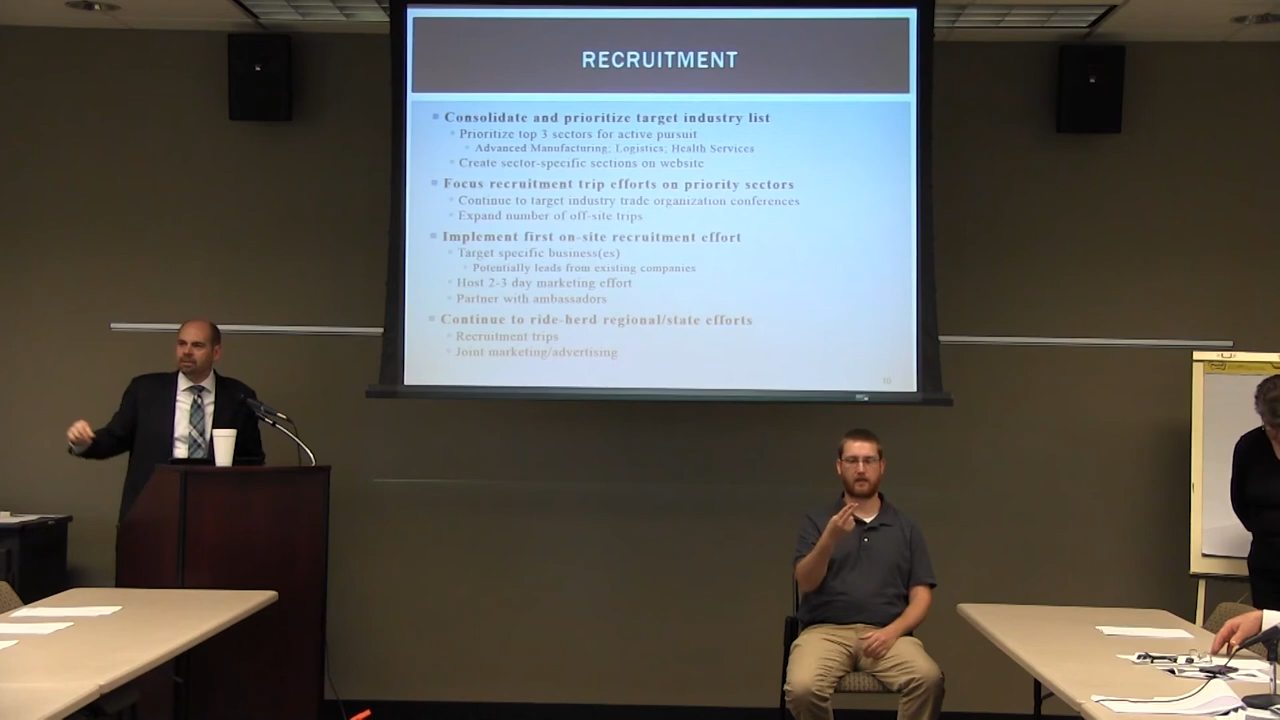 RECRUITMENT
Consolidate and prioritize target industry list
Prioritize top 3 sectors for active pursuit
Advanced Manufacturing; Logistics; Health Services
Create sector-specific sections on website
Focus recruitment trip efforts on priority sectors
Continue to target industry trade organization conferences
Expand number of off-site trips
Implement first on-site recruitment effort
Target specific business(es)
Potentially leads from existing companies
Host 2-3 day marketing effort
Partner with ambassadors
Continue to ride-herd regional/state efforts
Recruitment trips
Joint marketing/advertising
10